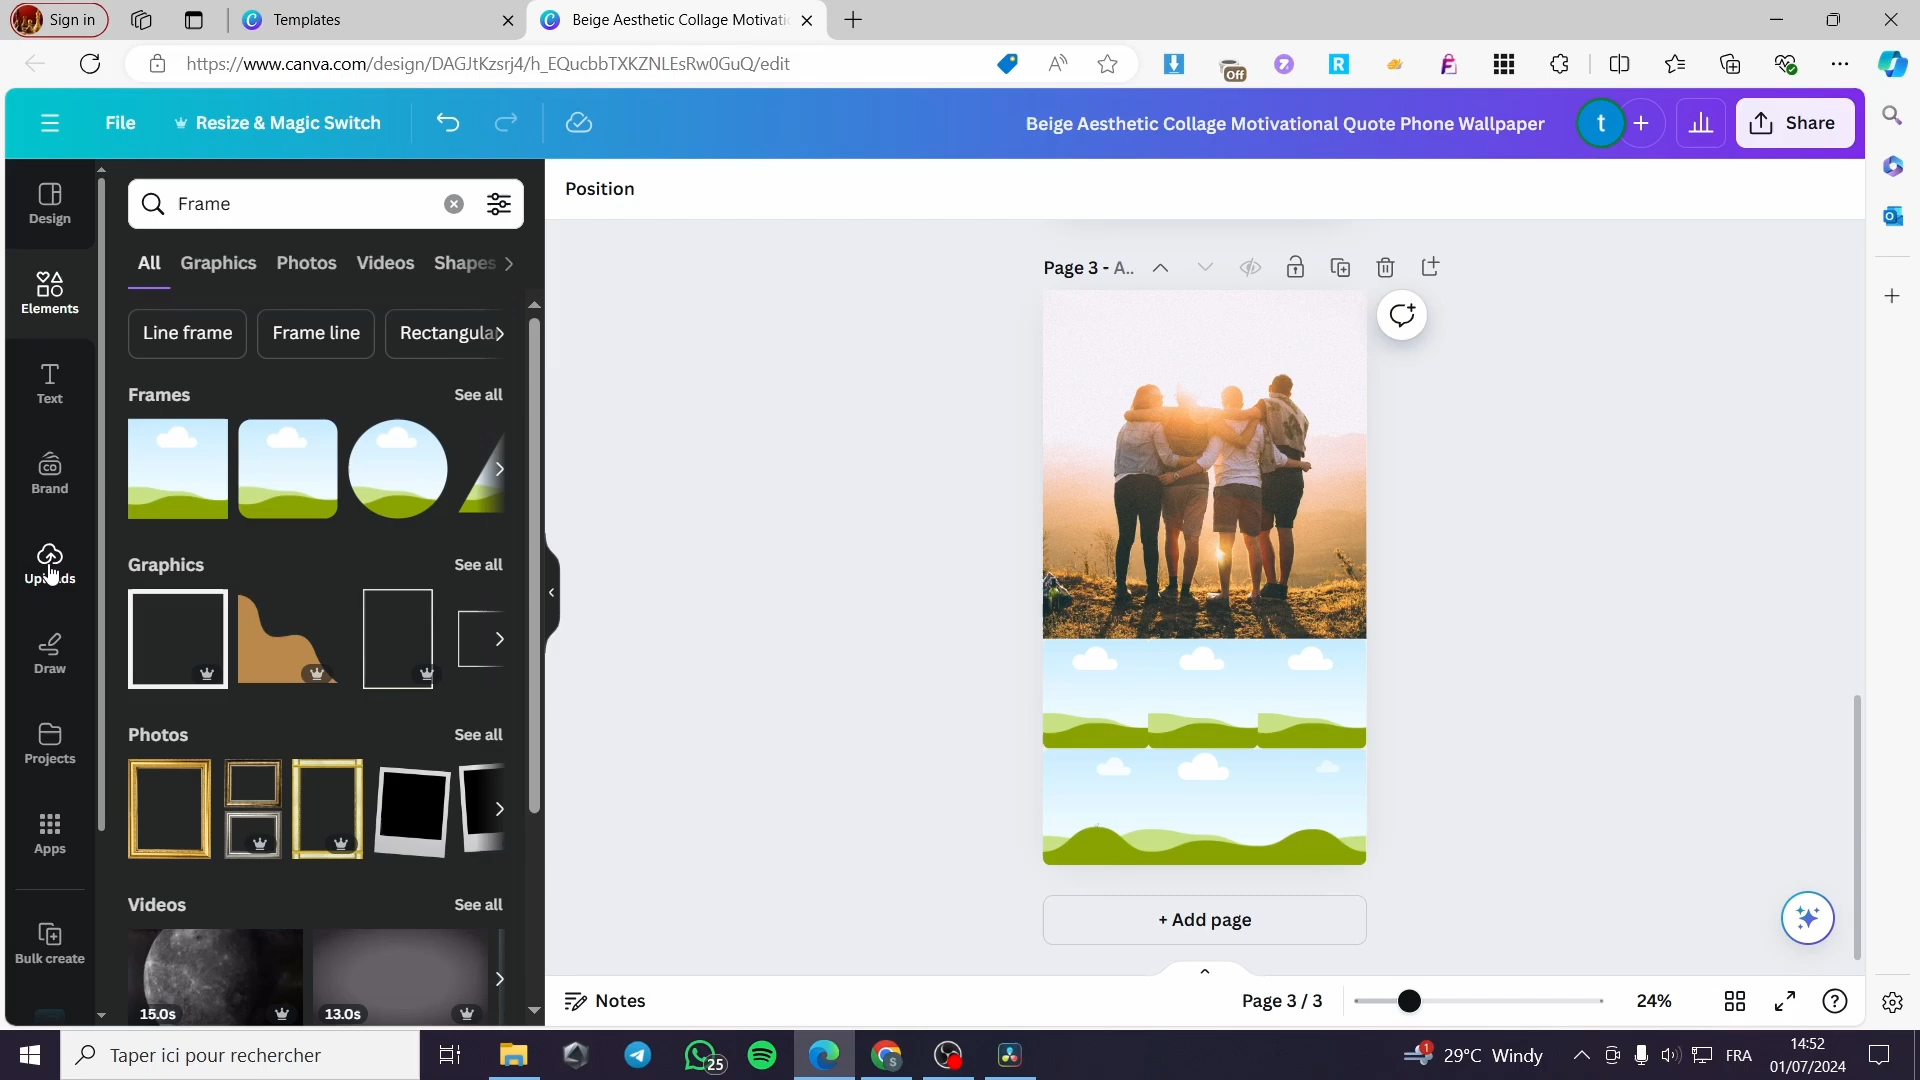 Sign in
Templates
Beige Aesthetic Collage Motivati
https://www.canva.com/design/DAGJtKzsrj4/h_EQucbbTXKZNLEsRw0GuQ/edit
Off
File
Resize & Magic Switch
Beige Aesthetic Collage Motivational Quote Phone Wallpaper
t
Share
Design
Elements
Text
Brand
Uploads
Draw
Projects
Apps
Bulk create
Frame
All Graphics Photos Videos Shapes
Line frame Frame line Rectangula
Frames See all
Graphics See all
Photos See all
Videos See all
15.0s 13.0s
Position
Page 3 - A..
+ Add page
Notes
Page 3 / 3
24%
Taper ici pour rechercher
25
29°C Windy
FRA
14:52
01/07/2024